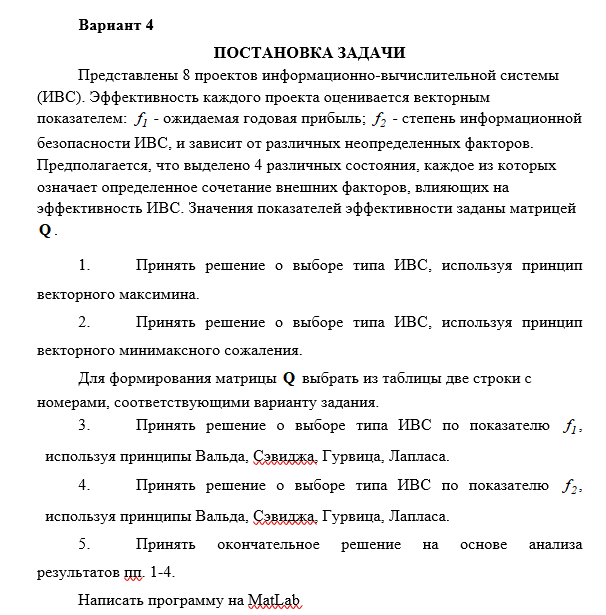 Вариант 4
ПОСТАНОВКА ЗАДАЧИ
Представлены 8 проектов информационно-вычислительной системы
(ИВС). Эффективность каждого проекта оценивается векторным
показателем: f1 - ожидаемая годовая прибыль; f2 - степень информационной
безопасности ИВС, и зависит от различных неопределенных факторов.
Предполагается, что выделено 4 различных состояния, каждое из которых
означает определенное сочетание внешних факторов, влияющих на
эффективность ИВС. Значения показателей эффективности заданы матрицей
Q .
1. Принять решение о выборе типа ИВС, используя принцип
векторного максимина.
2. Принять решение о выборе типа ИВС, используя принцип
векторного минимаксного сожаления.
Для формирования матрицы Q выбрать из таблицы две строки с
номерами, соответствующими варианту задания.
3. Принять решение о выборе типа ИВС по показателю f1,
используя принципы Вальда, Сэвиджа, Гурвица, Лапласа.
4. Принять решение о выборе типа ИВС по показателю f2,
используя принципы Вальда, Сэвиджа, Гурвица, Лапласа.
5. Принять окончательное решение на основе анализа
результатов пп. 1-4.
Написать программу на MatLab